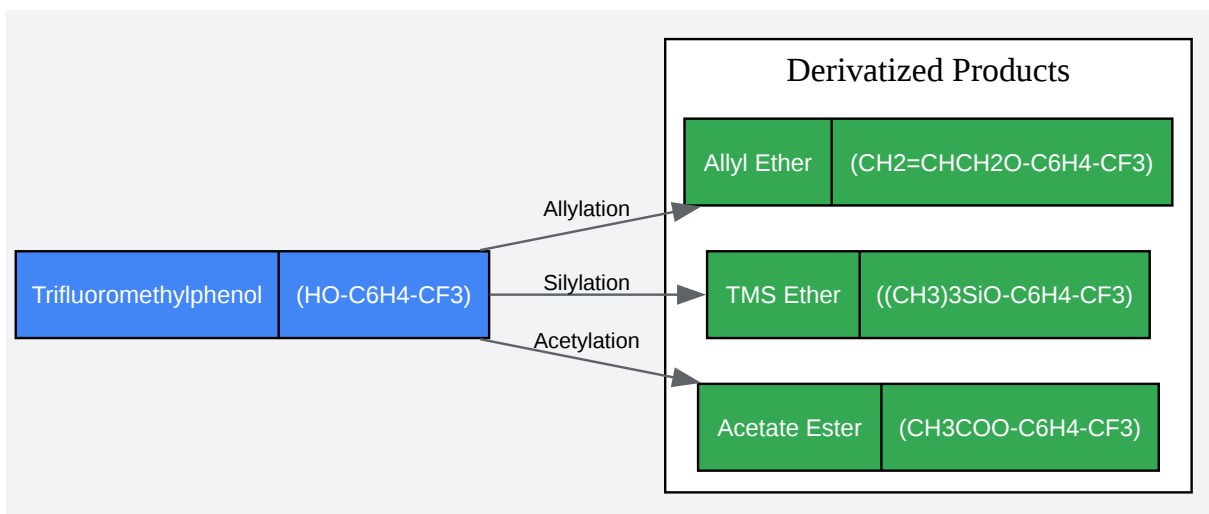 Derivatized Products
Allyl Ether
(CH2=CHCH2O-C6H4-CF3)
Allylation
Trifluoromethylphenol
(HO-C6H4-CF3)
Silylation
TMS Ether
((CH3)3SiO-C6H4-CF3)
Acetylation
Acetate Ester
(CH3COO-C6H4-CF3)